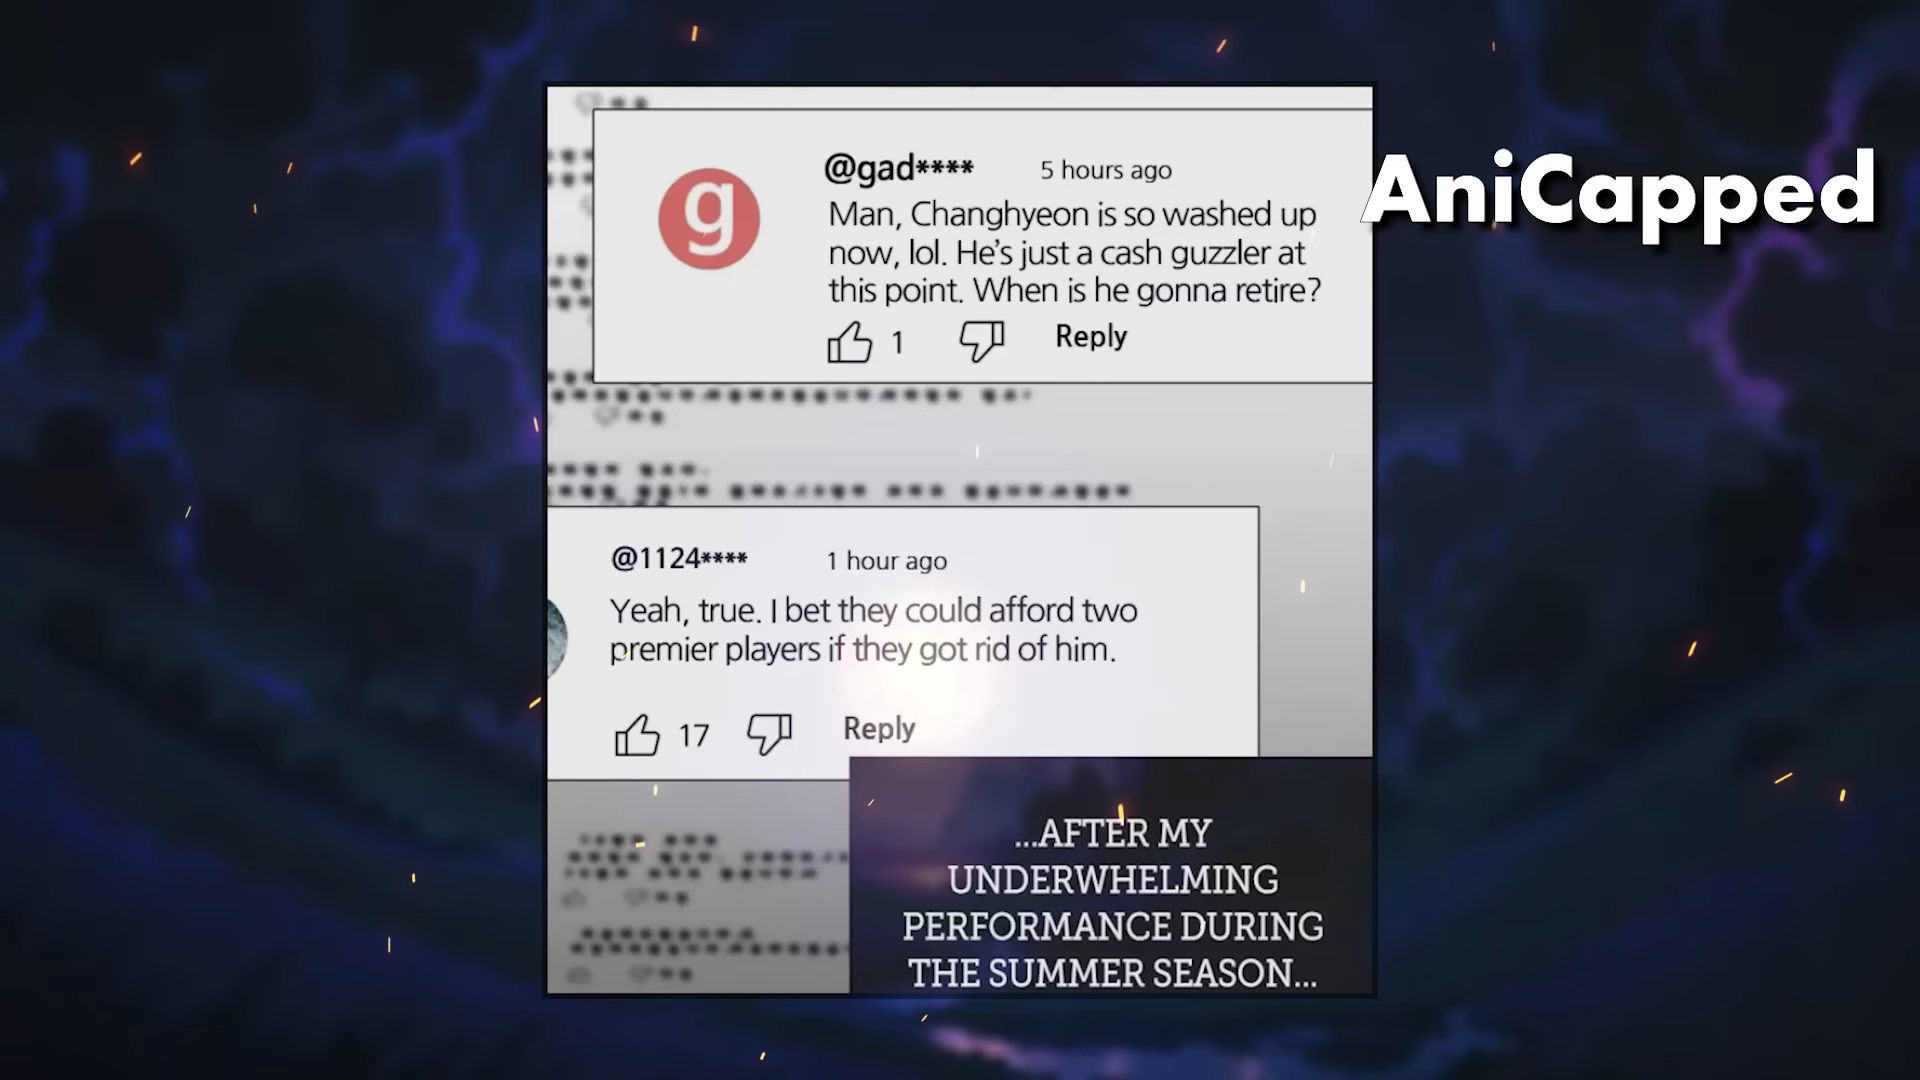 @gad**** 5 hours ago
AniCapped
g
Man, Changhyeon is so washed up
now, lol. He's just a cash guzzler at
this point. When is he gonna retire?
1 Reply
@1124**** 1 hour ago
Yeah, true. I bet they could afford two
premier players if they got rid of him.
17 Reply
...AFTER MY
UNDERWHELMING
PERFORMANCE DURING
THE SUMMER SEASON...